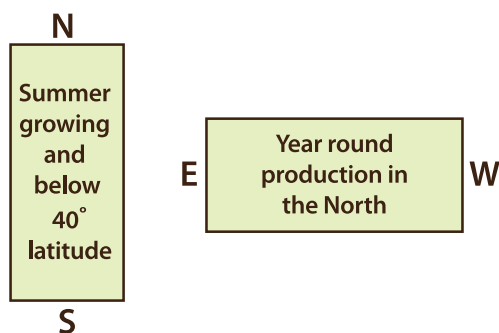 N
Summer
growing
and
below
40°
latitude
S
E
Year round
production in
the North
W